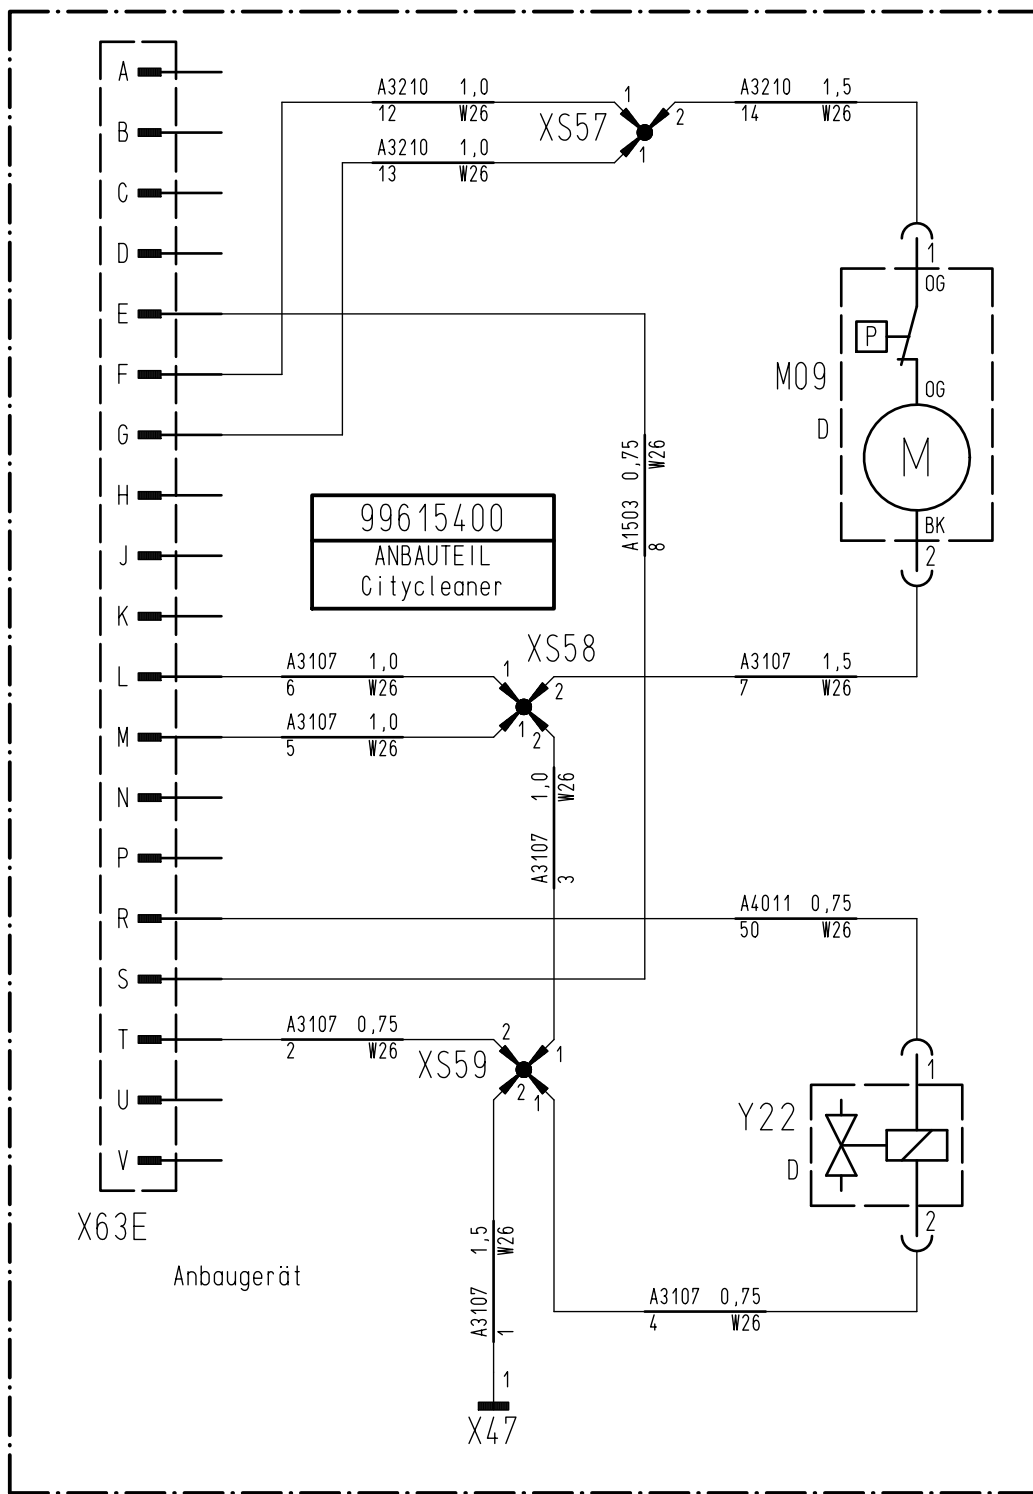 A
B
C
D
E
F
G
H
J
K
L
M
N
P
R
S
T
U
V
X63E
Anbaugerät
A3210 1,0
12 W26
A3210 1,0
13 W26
XS57
1
1
2
A3210 1,5
14 W26
1
OG
P
M09
D
OG
M
BK
2
A1503 0,75
8 W26
99615400
ANBAUTEIL
Citycleaner
A3107 1,0
6 W26
A3107 1,0
5 W26
XS58
1
2
1
2
A3107 1,5
7 W26
A3107 1,0
3 W26
A4011 0,75
50 W26
A3107 0,75
2 W26
XS59
2
1
2
1
1
Y22
D
2
A3107 1,5
1 W26
A3107 0,75
4 W26
1
X47